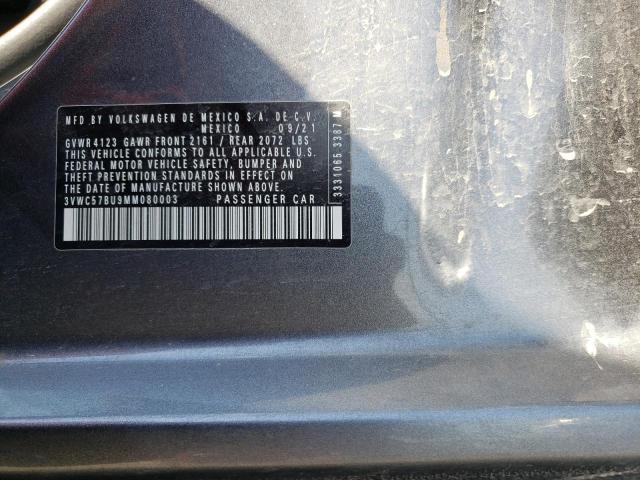 MFD BY VOLKSWAGEN DE MEXICO S.A. DE C.V.
MEXICO 09/21
GVWR 4123 GAWR FRONT 2161 / REAR 2072 LBS
THIS VEHICLE CONFORMS TO ALL APPLICABLE U.S.
FEDERAL MOTOR VEHICLE SAFETY, BUMPER AND
THEFT PREVENTION STANDARDS IN EFFECT ON
THE DATE OF MANUFACTURE SHOWN ABOVE.
3VWC57BU9MM080003 PASSENGER CAR
3331065 3387 M